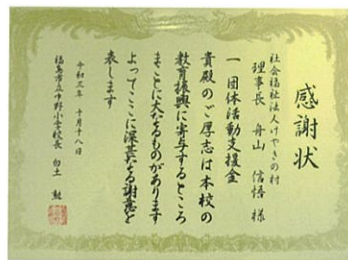 感謝状
社会福祉法人けやきの村
理事長 舟山 信悟 様
一 団体活動支援金
貴殿のご厚志は本校の
教育振興に寄与するところ
まことに大なるものがあります
よってここに深甚なる謝意を
表します
令和三年 十月十八日
福島市立中野小学校長 白土 勲